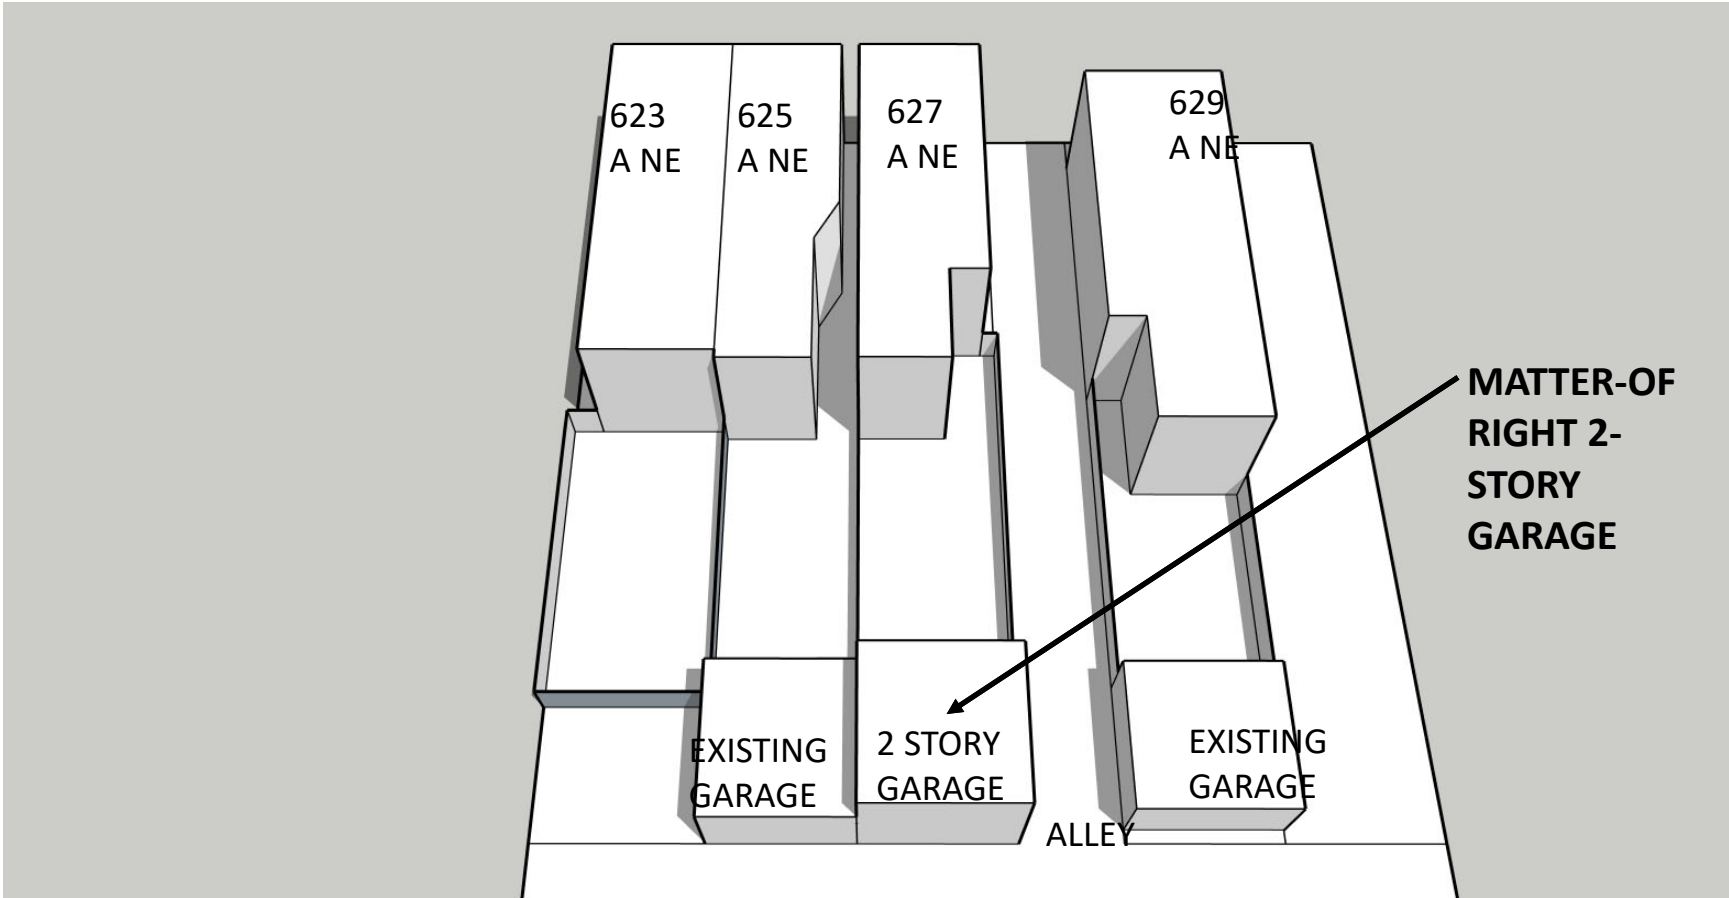 623
A NE
625
A NE
627
A NE
629
A NE
MATTER-OF
RIGHT 2-
STORY
GARAGE
EXISTING
GARAGE
2 STORY
GARAGE
EXISTING
GARAGE
ALLEY